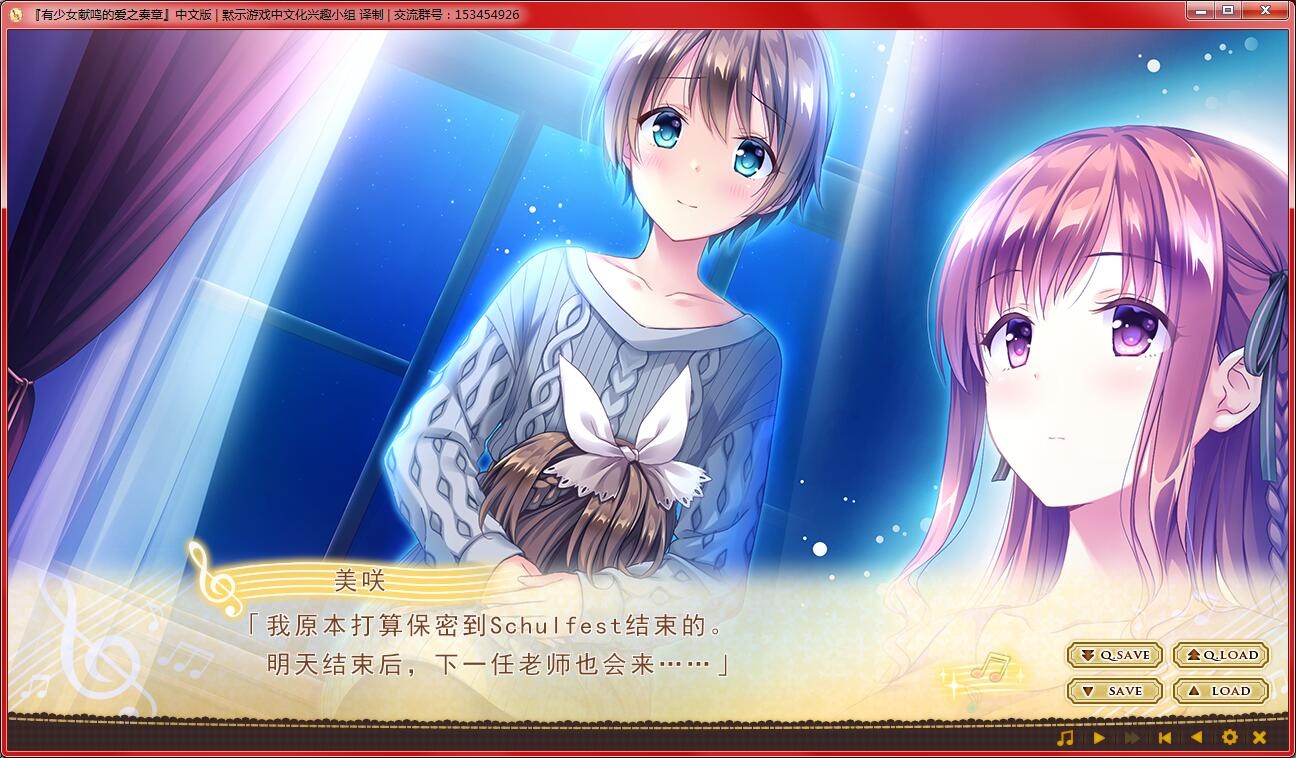 『有少女献鸣的爱之奏章』中文版 | 默示游戏中文化兴趣小组 译制 | 交流群号：153454926
美咲
「我原本打算保密到Schulfest结束的。
明天结束后，下一任老师也会来……」
Q.SAVE Q.LOAD
SAVE LOAD